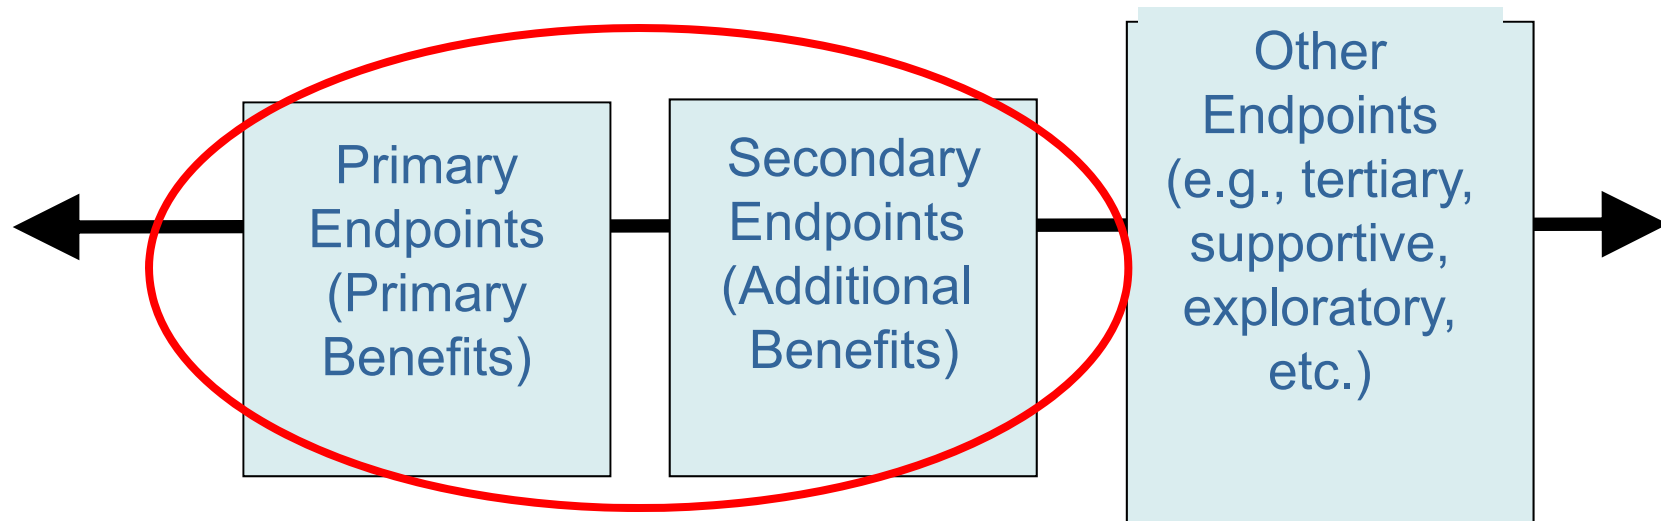 Primary
Endpoints
(Primary
Benefits)
Secondary
Endpoints
(Additional
Benefits)
Other
Endpoints
(e.g., tertiary,
supportive,
exploratory,
etc.)